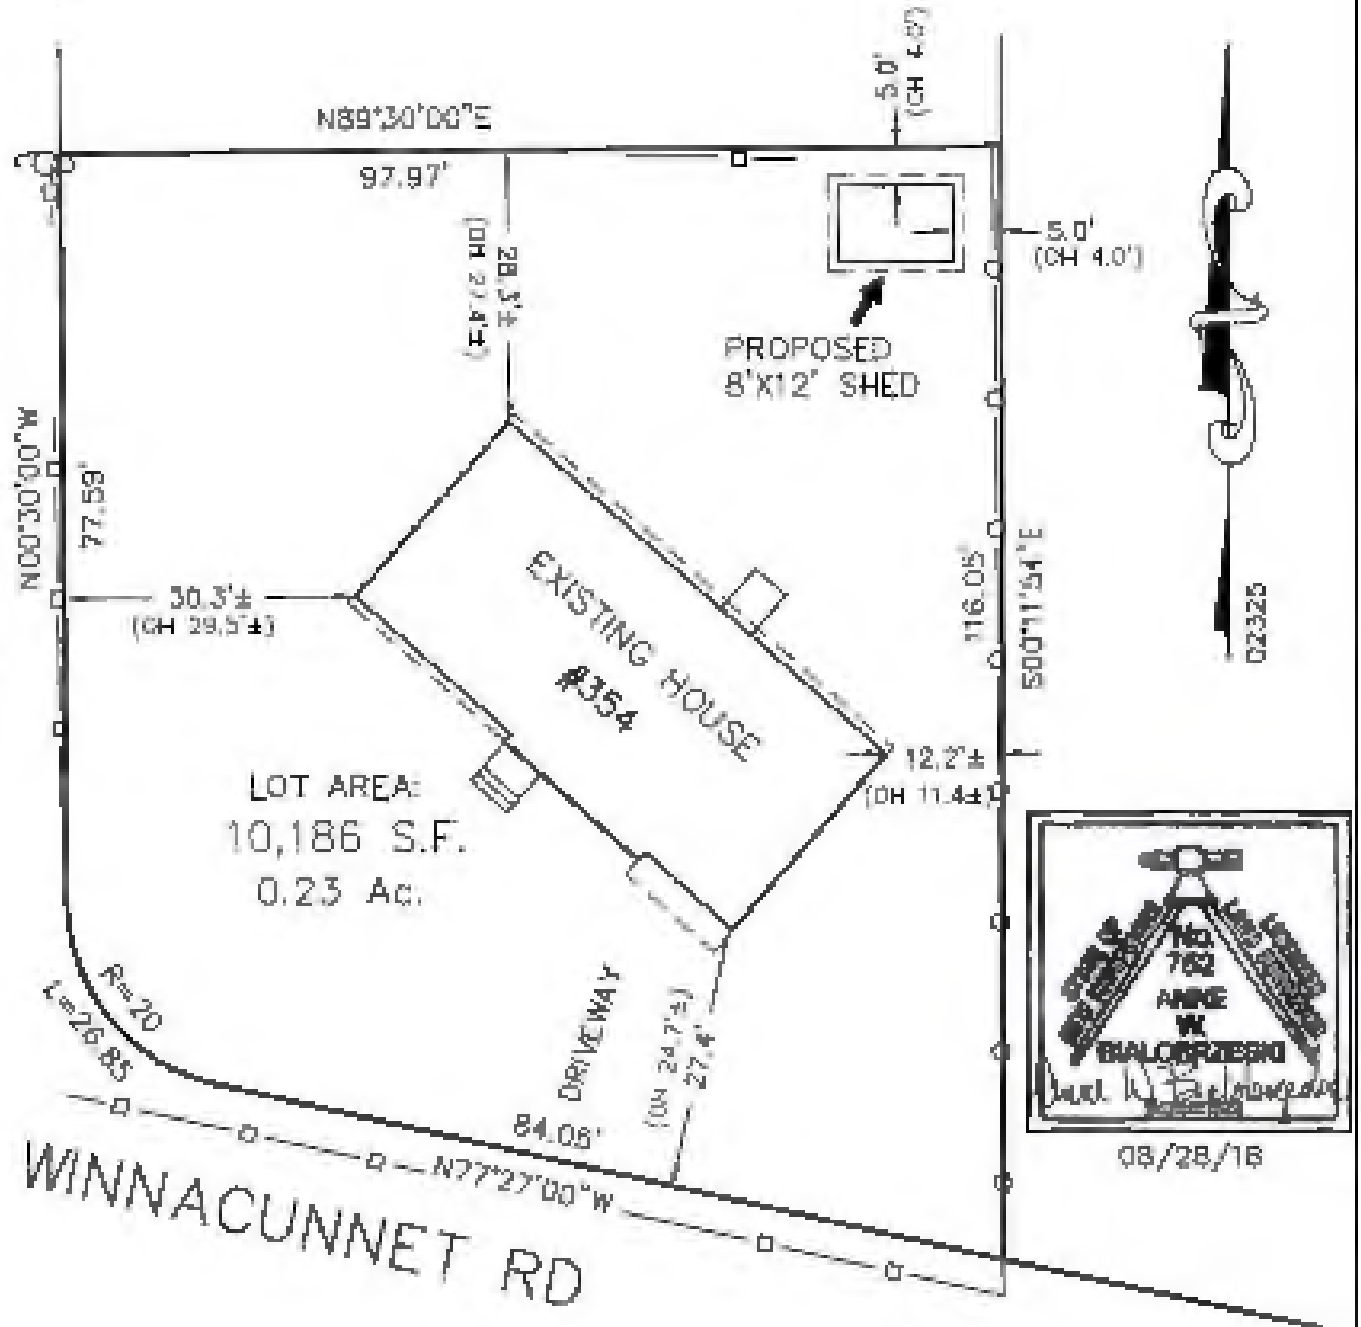 5.0'
(OH 4.0')
N89°30'00"E
97.97'
28.3'±
(OH 27.4'±)
5.0'
(OH 4.0')
PROPOSED
8'X12' SHED
N00°30'00"W
77.59'
30.3'±
(OH 29.5'±)
EXISTING HOUSE
#354
116.05'
S00°11'54"E
02325
12.2'±
(OH 11.4±)
LOT AREA:
10,186 S.F.
0.23 Ac.
No.
762
ANNE
W.
BIALOBRZESKI
R=20
L=26.85
DRIVEWAY
(OH 24.7'±)
27.4'
84.06'
N77°27'00"W
WINNACUNNET RD